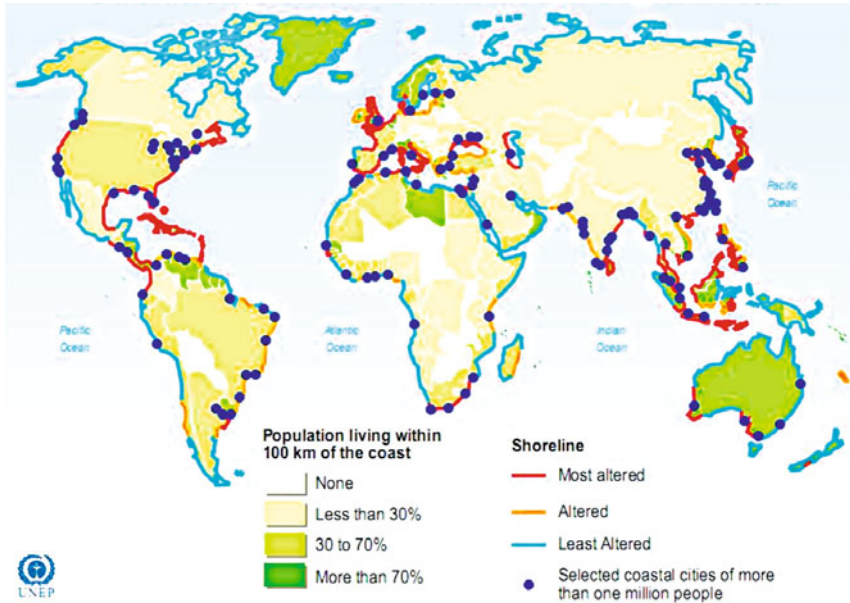 Pacific
Ocean
Pacific
Ocean
Atlantic
Ocean
Indian
Ocean
Population living within
100 km of the coast
None
Less than 30%
30 to 70%
More than 70%
Shoreline
Most altered
Altered
Least Altered
Selected coastal cities of more
than one million people
UNEP